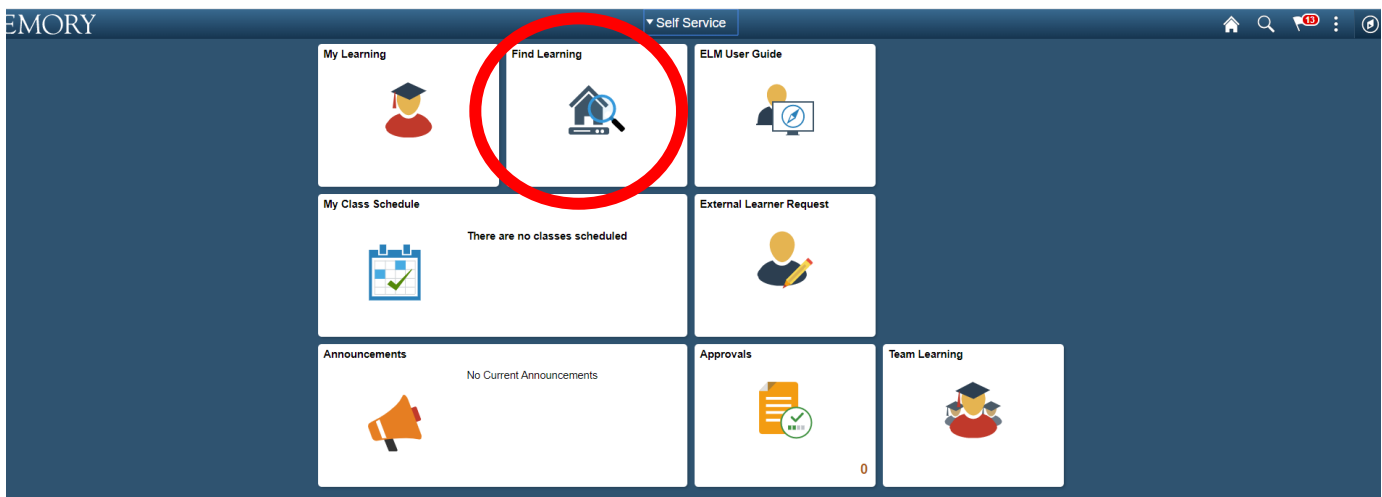 EMORY
Self Service
13
My Learning
Find Learning
ELM User Guide
My Class Schedule
There are no classes scheduled
External Learner Request
Announcements
No Current Announcements
Approvals
0
Team Learning